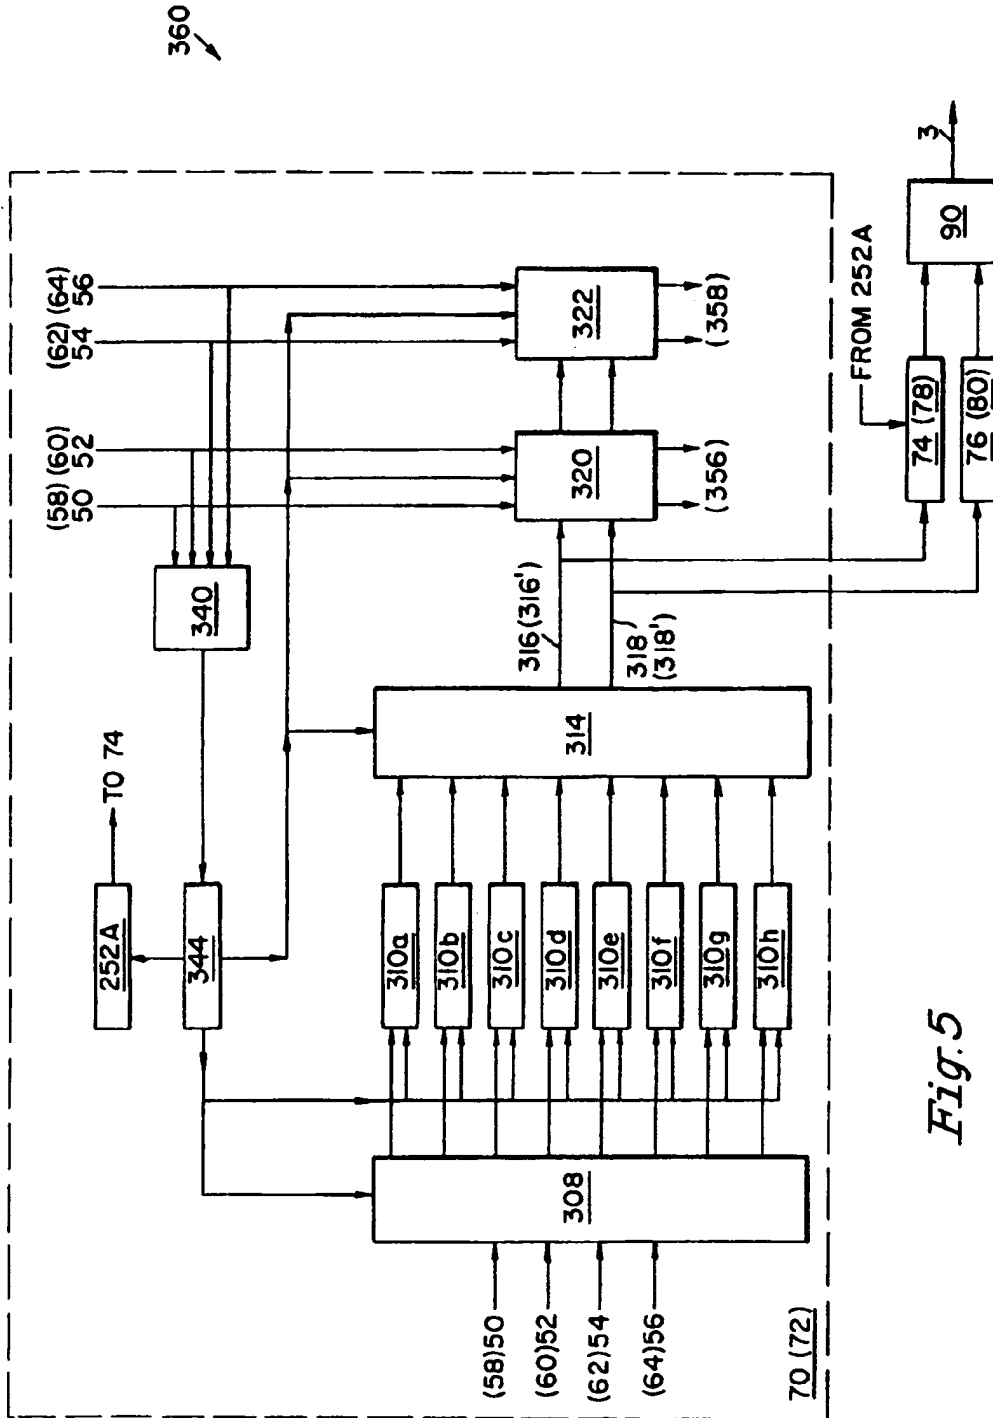 360
(58) (60)
50 52
(62) (64)
54 56
340
252A
TO 74
344
(58)50
(60)52
(62)54
(64)56
308
310a
310b
310c
310d
310e
310f
310g
310h
314
316(316')
318
(318')
320
(356)
322
(358)
70 (72)
FROM 252A
74 (78)
76 (80)
90
3
Fig.5